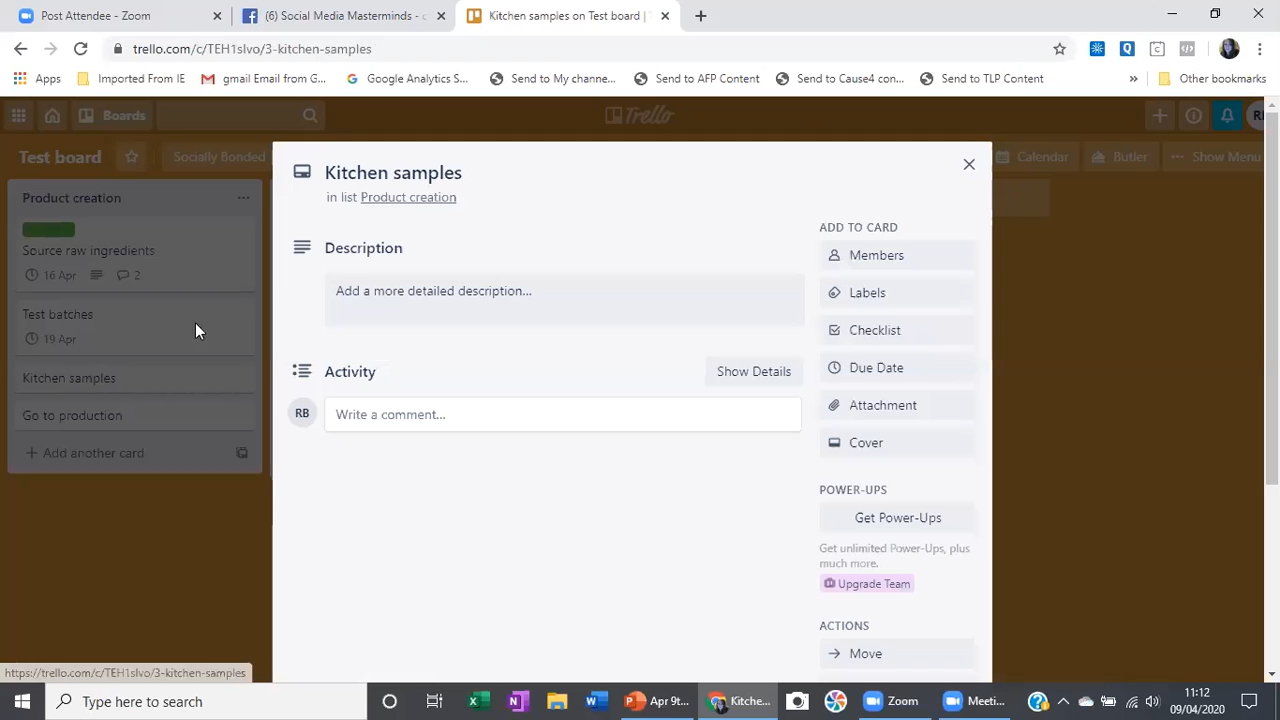 Post Attendee - Zoom
(6) Social Media Masterminds - c
Kitchen samples on Test board | T
trello.com/c/TEH1slvo/3-kitchen-samples
Apps
Imported From IE
gmail Email from G...
Google Analytics S...
Send to My channe...
Send to AFP Content
Send to Cause4 con...
Send to TLP Content
»
Other bookmarks
Boards
Trello
Test board
Socially Bonded
Calendar
Butler
Show Menu
Product creation
Source raw ingredients
16 Apr
2
Test batches
19 Apr
Kitchen samples
Go to production
Add another card
Kitchen samples
in list Product creation
Description
Add a more detailed description...
Activity
Show Details
RB
Write a comment...
ADD TO CARD
Members
Labels
Checklist
Due Date
Attachment
Cover
POWER-UPS
Get Power-Ups
Get unlimited Power-Ups, plus
much more.
Upgrade Team
ACTIONS
Move
https://trello.com/c/TEH1slvo/3-kitchen-samples
Type here to search
Apr 9t...
Kitche...
Zoom
Meeti...
11:12
09/04/2020